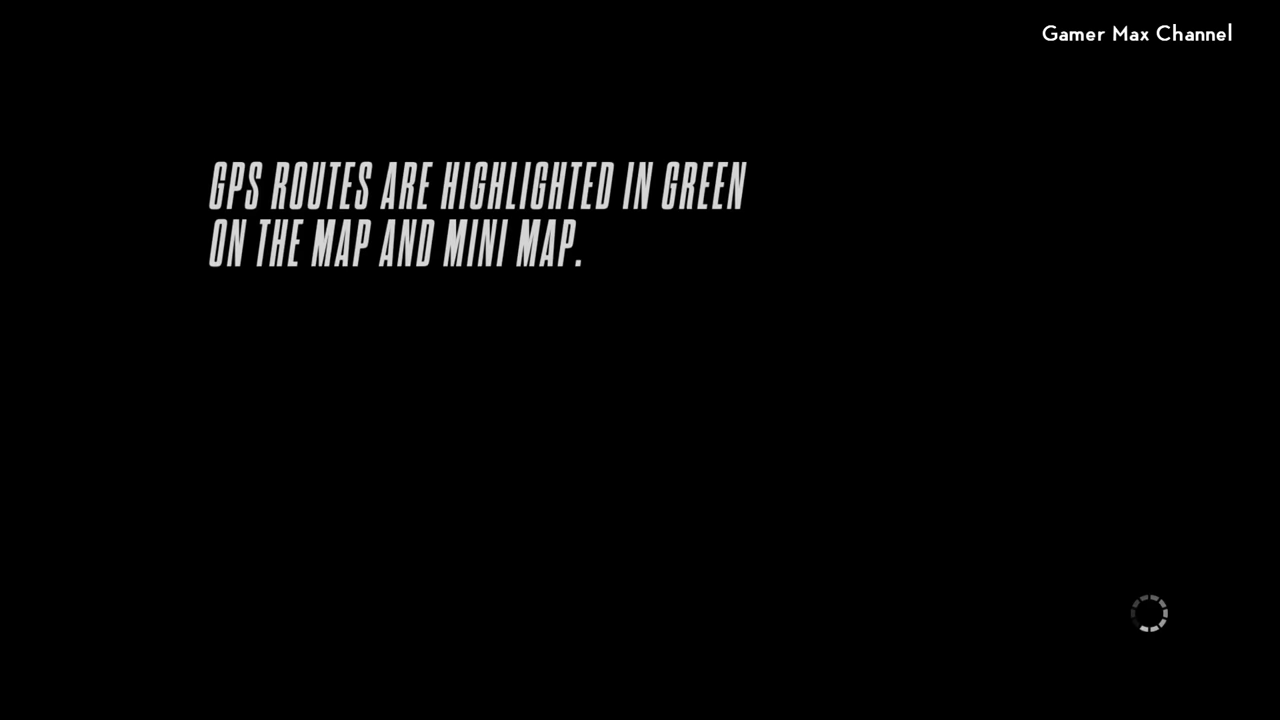 Gamer Max Channel
GPS ROUTES ARE HIGHLIGHTED IN GREEN
ON THE MAP AND MINI MAP.